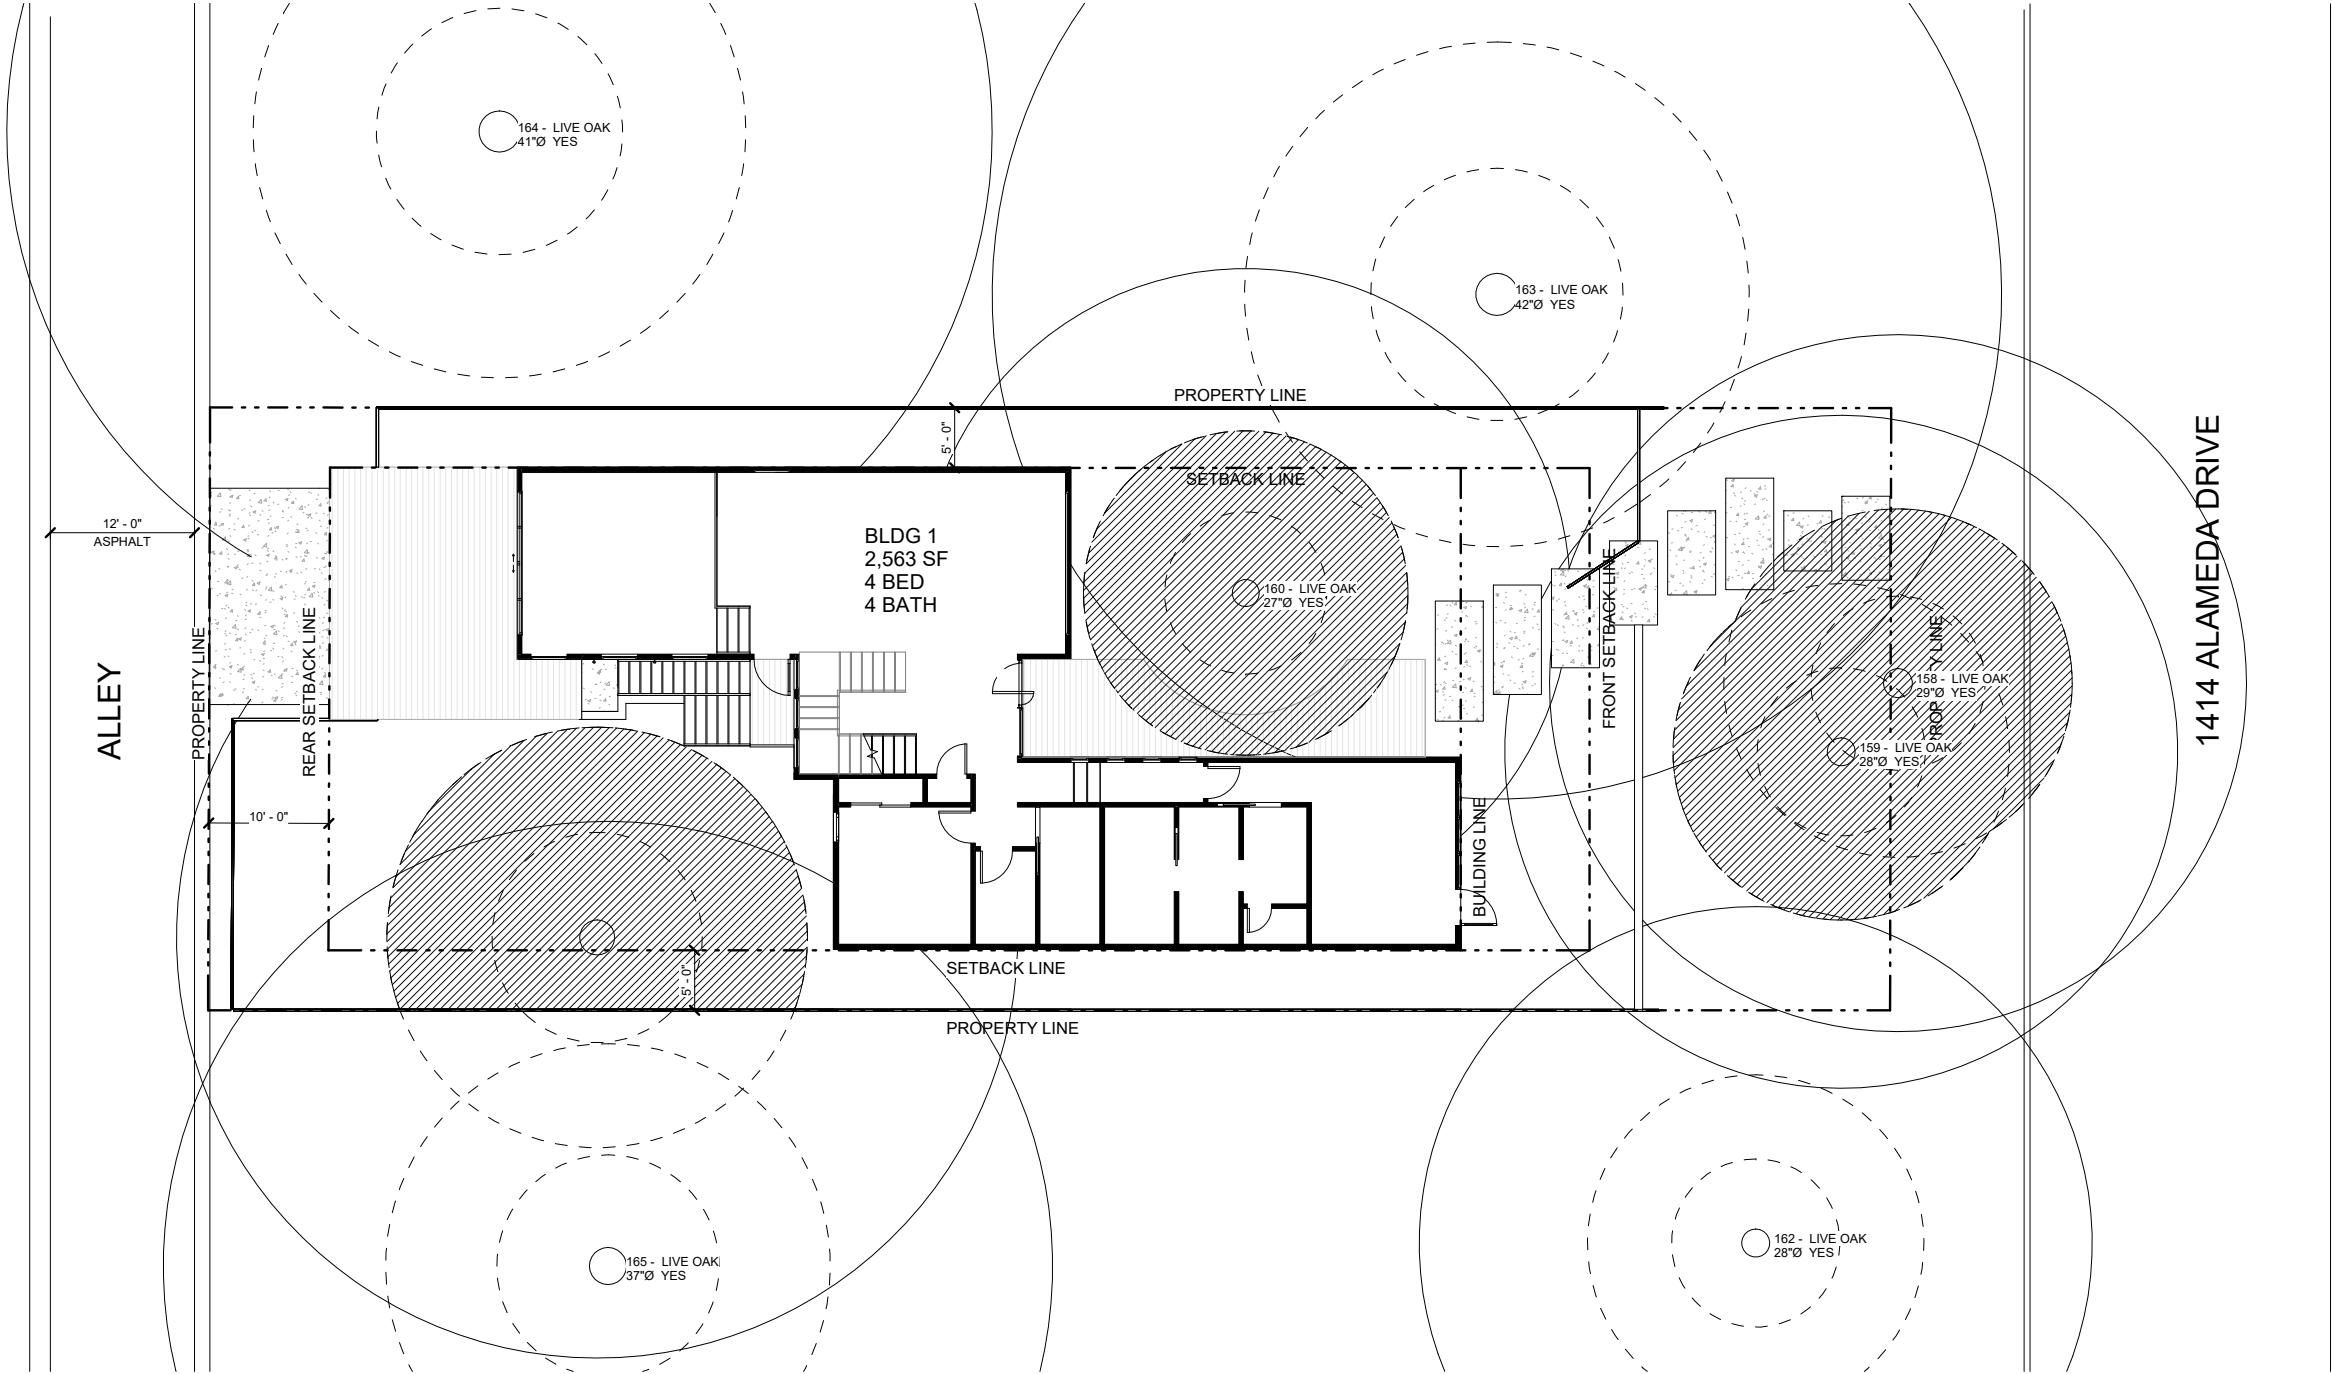 164 - LIVE OAK
41"Ø YES
163 - LIVE OAK
42"Ø YES
PROPERTY LINE
5' - 0"
SETBACK LINE
12' - 0"
ASPHALT
BLDG 1
2,563 SF
4 BED
4 BATH
160 - LIVE OAK
27"Ø YES
ALLEY
PROPERTY LINE
REAR SETBACK LINE
FRONT SETBACK LINE
PROPERTY LINE
158 - LIVE OAK
29"Ø YES
159 - LIVE OAK
28"Ø YES
1414 ALAMEDA DRIVE
10' - 0"
BUILDING LINE
5' - 0"
SETBACK LINE
PROPERTY LINE
165 - LIVE OAK
37"Ø YES
162 - LIVE OAK
28"Ø YES